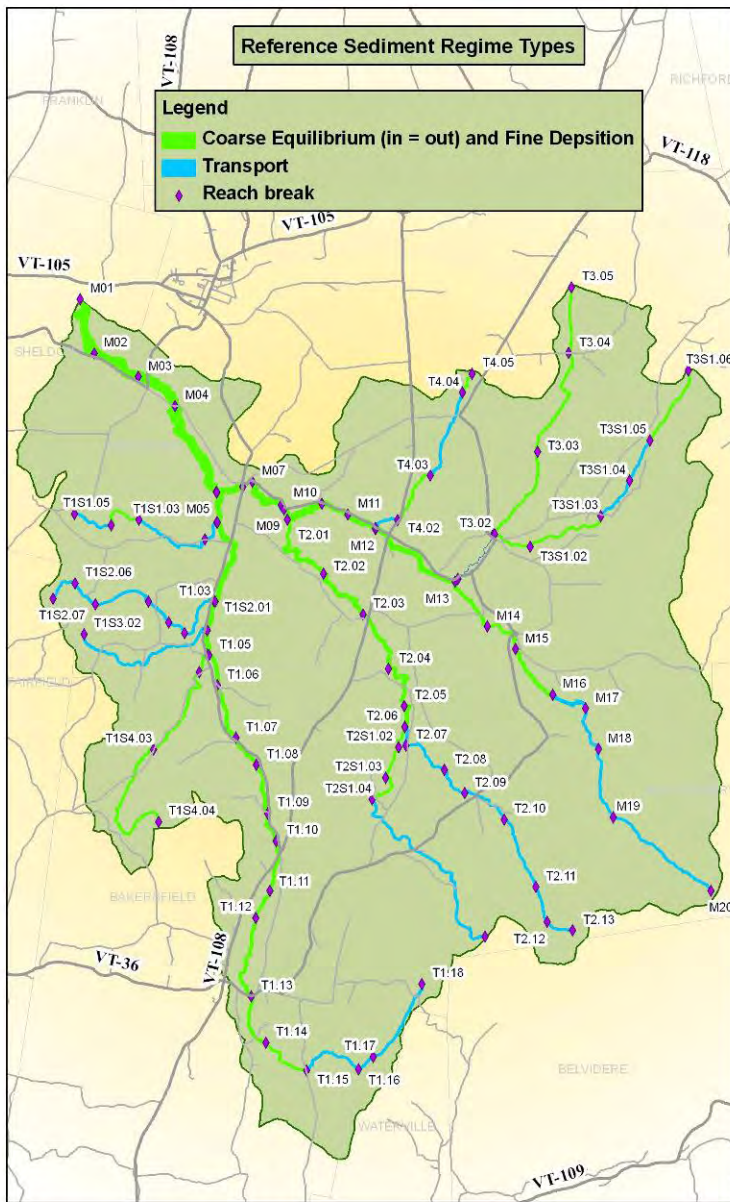 VT-108
Reference Sediment Regime Types
RICHFORD
FRANKLIN
Legend
Coarse Equilibrium (in = out) and Fine Depsition
Transport
Reach break
VT-118
VT-105
VT-105
M01
T3.05
SHELDON
M02
T3.04
M03
T4.05
T3S1.06
T4.04
M04
T3S1.05
T3.03
T4.03
T3S1.04
M07
T1S1.05
T1S1.03
M10
M11
T3S1.03
M05
M09
T4.02
T3.02
T2.01
M12
T3S1.02
T1S2.06
T2.02
T1.03
M13
T1S2.07
T1S3.02
T1S2.01
T2.03
M14
T1.05
M15
T2.04
FAIRFIELD
T1.06
T2.05
M16
M17
T2.06
T1.07
T2S1.02
T2.07
T1S4.03
T1.08
T2.08
M18
T2S1.03
T2S1.04
T2.09
T1.09
T2.10
M19
T1S4.04
T1.10
T2.11
T1.11
BAKERSFIELD
M20
T1.12
T2.13
T2.12
VT-36
VT-108
T1.18
T1.13
T1.14
T1.17
T1.15
T1.16
BELVIDERE
WATERVILLE
VT-109